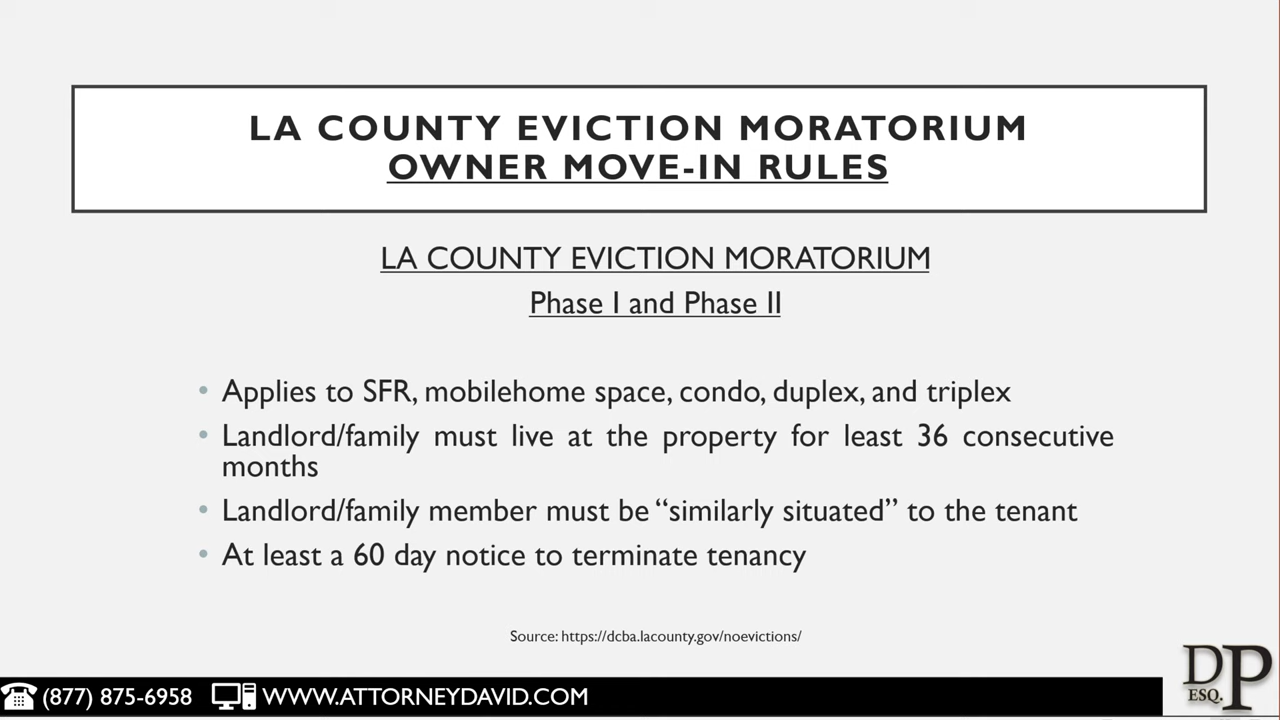 LA COUNTY EVICTION MORATORIUM
OWNER MOVE-IN RULES
LA COUNTY EVICTION MORATORIUM
Phase I and Phase II
• Applies to SFR, mobilehome space, condo, duplex, and triplex
• Landlord/family must live at the property for least 36 consecutive
months
• Landlord/family member must be “similarly situated” to the tenant
• At least a 60 day notice to terminate tenancy
Source: https://dcba.lacounty.gov/noevictions/
(877) 875-6958 WWW.ATTORNEYDAVID.COM
DP
ESQ.